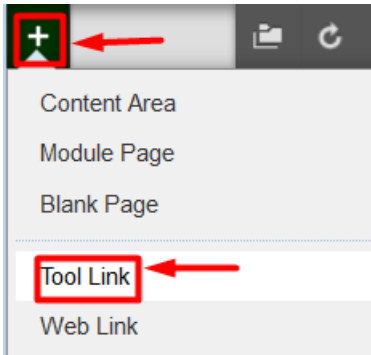 Content Area
Module Page
Blank Page
Tool Link
Web Link